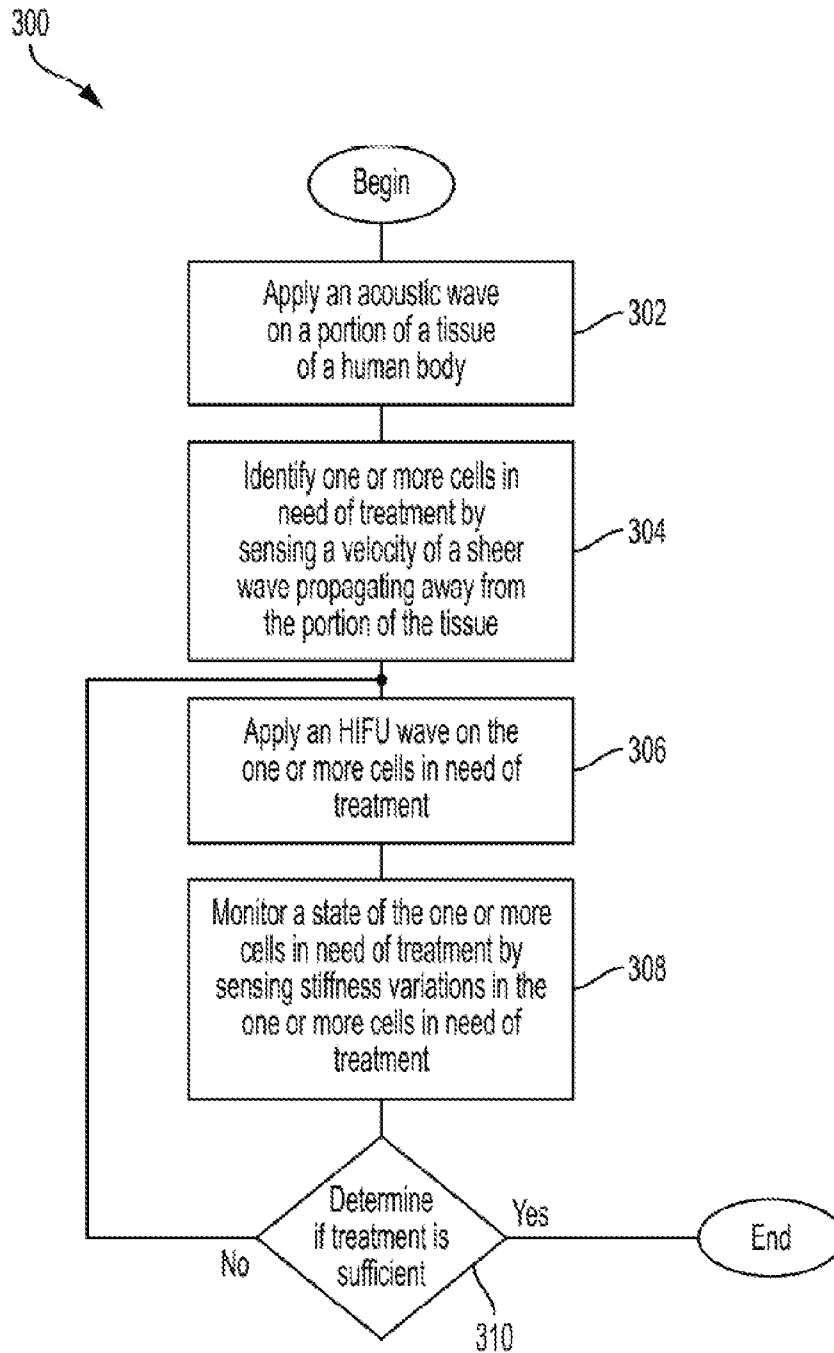 300
Begin
Apply an acoustic wave
on a portion of a tissue
of a human body
302
Identify one or more cells in
need of treatment by
sensing a velocity of a sheer
wave propagating away from
the portion of the tissue
304
Apply an HIFU wave on the
one or more cells in need of
treatment
306
Monitor a state of the one or more
cells in need of treatment by
sensing stiffness variations in the
one or more cells in need of
treatment
308
Determine
if treatment is
sufficient
No
Yes
End
310